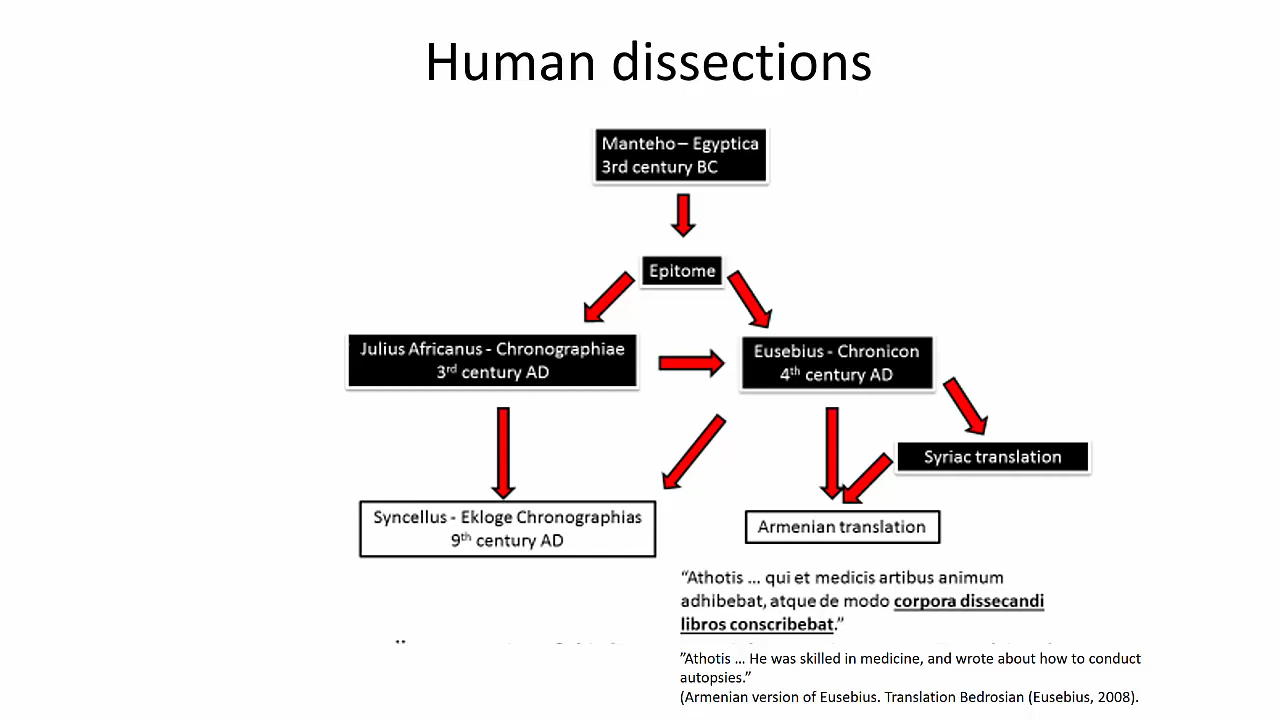 Human dissections
Manteho – Egyptica
3rd century BC
Epitome
Julius Africanus - Chronographiae
3rd century AD
Eusebius - Chronicon
4th century AD
Syriac translation
Syncellus - Ekloge Chronographias
9th century AD
Armenian translation
“Athotis ... qui et medicis artibus animum
adhibebat, atque de modo corpora dissecandi
libros conscribebat.”
”Athotis ... He was skilled in medicine, and wrote about how to conduct
autopsies.”
(Armenian version of Eusebius. Translation Bedrosian (Eusebius, 2008).